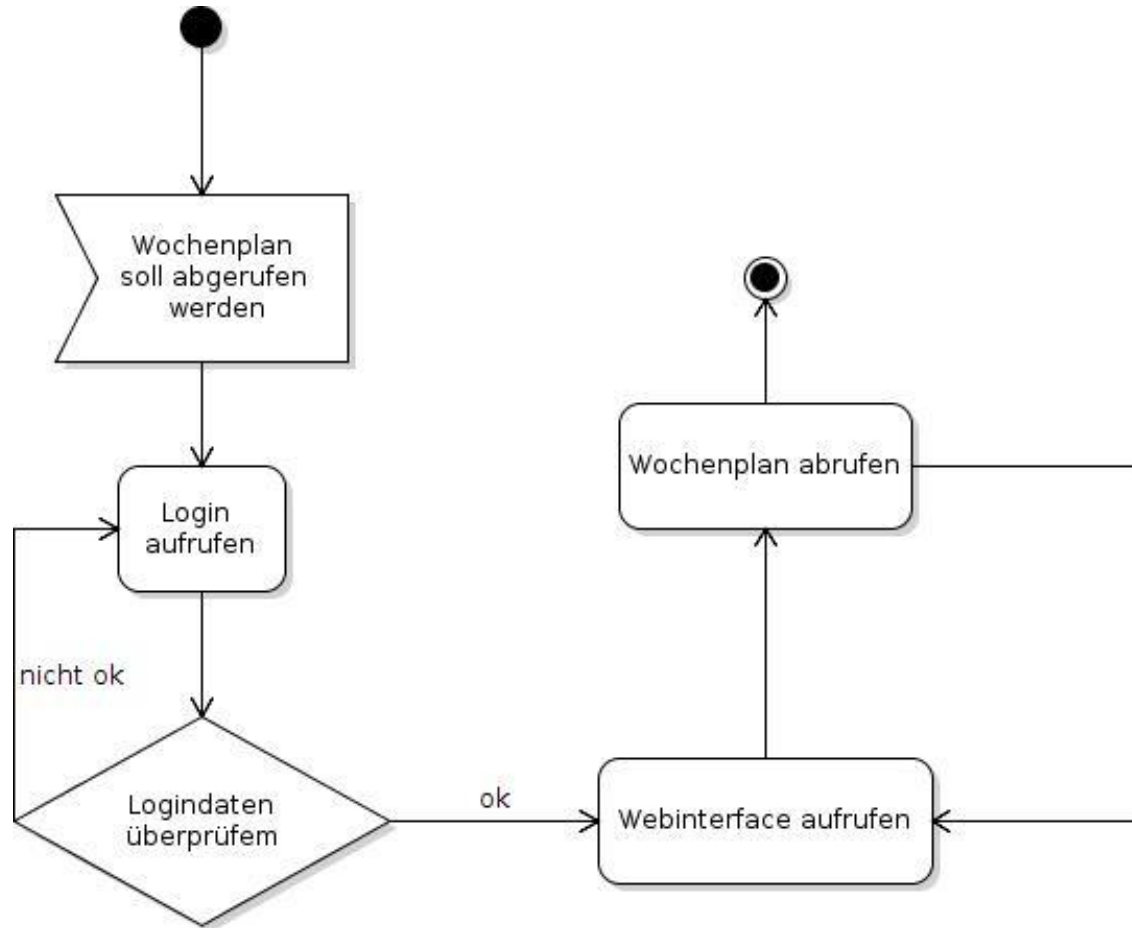 Wochenplan
soll abgerufen
werden
Login
aufrufen
nicht ok
Logindaten
überprüfem
ok
Webinterface aufrufen
Wochenplan abrufen